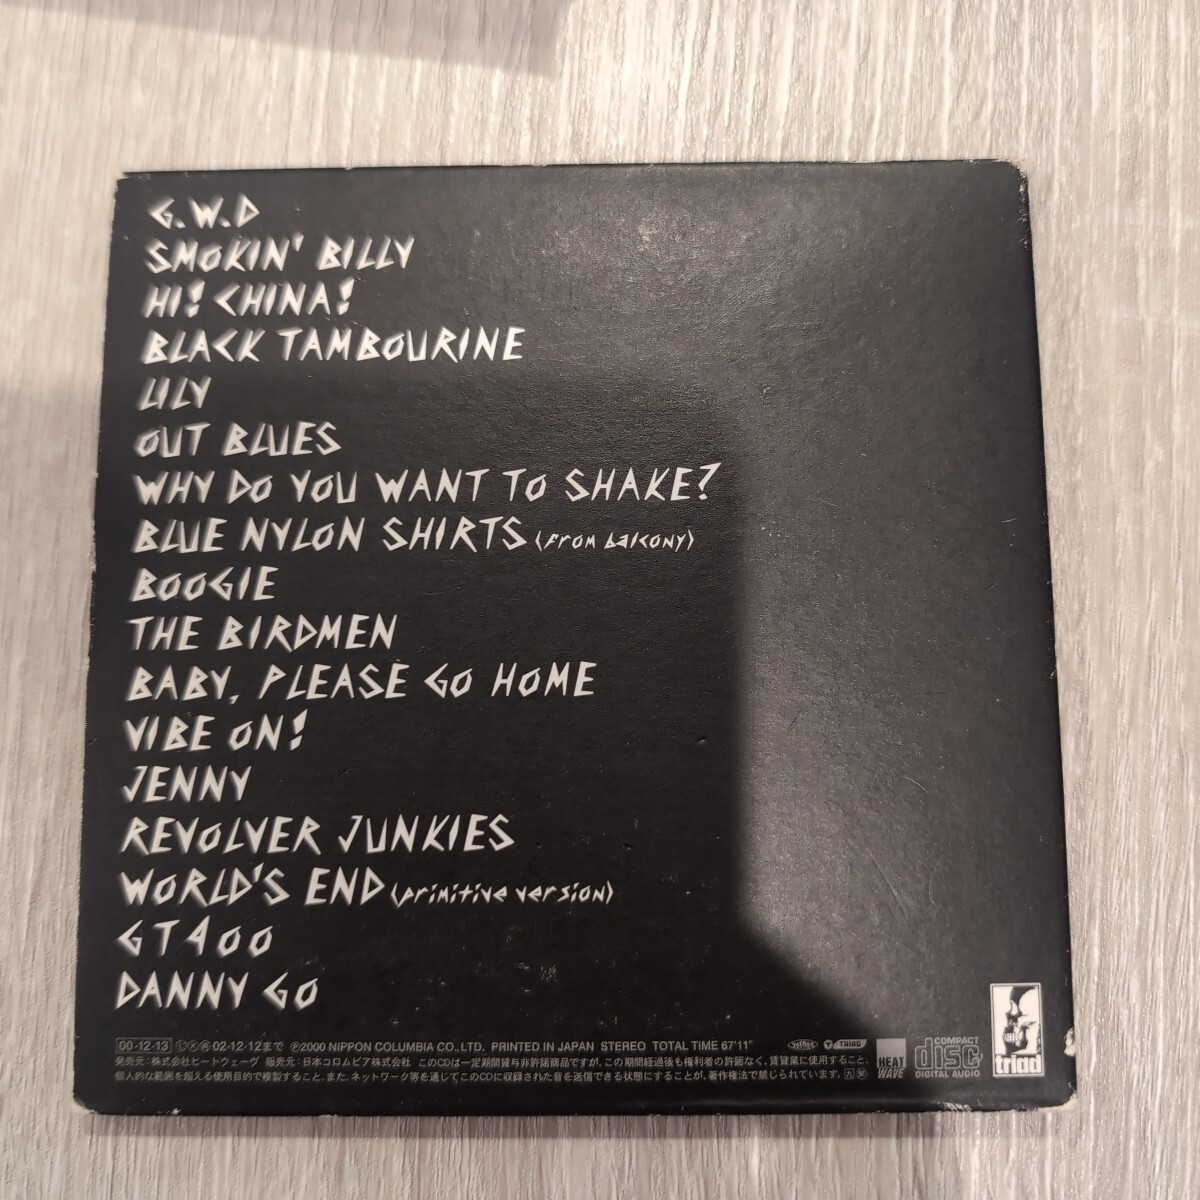 G.W.D
SMOKIN' BILLY
HI! CHINA!
BLACK TAMBOURINE
LILY
OUT BLUES
WHY DO YOU WANT TO SHAKE?
BLUE NYLON SHIRTS (from balcony)
BOOGIE
THE BIRDMEN
BABY, PLEASE GO HOME
VIBE ON!
JENNY
REVOLVER JUNKIES
WORLD'S END (primitive version)
GT400
DANNY GO
00·12·13 02·12·12まで ℗2000 NIPPON COLUMBIA CO.,LTD. PRINTED IN JAPAN STEREO TOTAL TIME 67'11" TRIAD
発売元:株式会社ヒートウェーヴ 販売元:日本コロムビア株式会社 このCDは一定期間貸与非許諾商品ですが、この期間経過後も権利者の許諾なく、賃貸業に使用すること、
個人的な範囲を超える使用目的で複製すること、また、ネットワーク等を通じてこのCDに収録された音を送信できる状態にすることが、著作権法で禁じられています。
HEAT WAVE
COMPACT disc DIGITAL AUDIO
triad